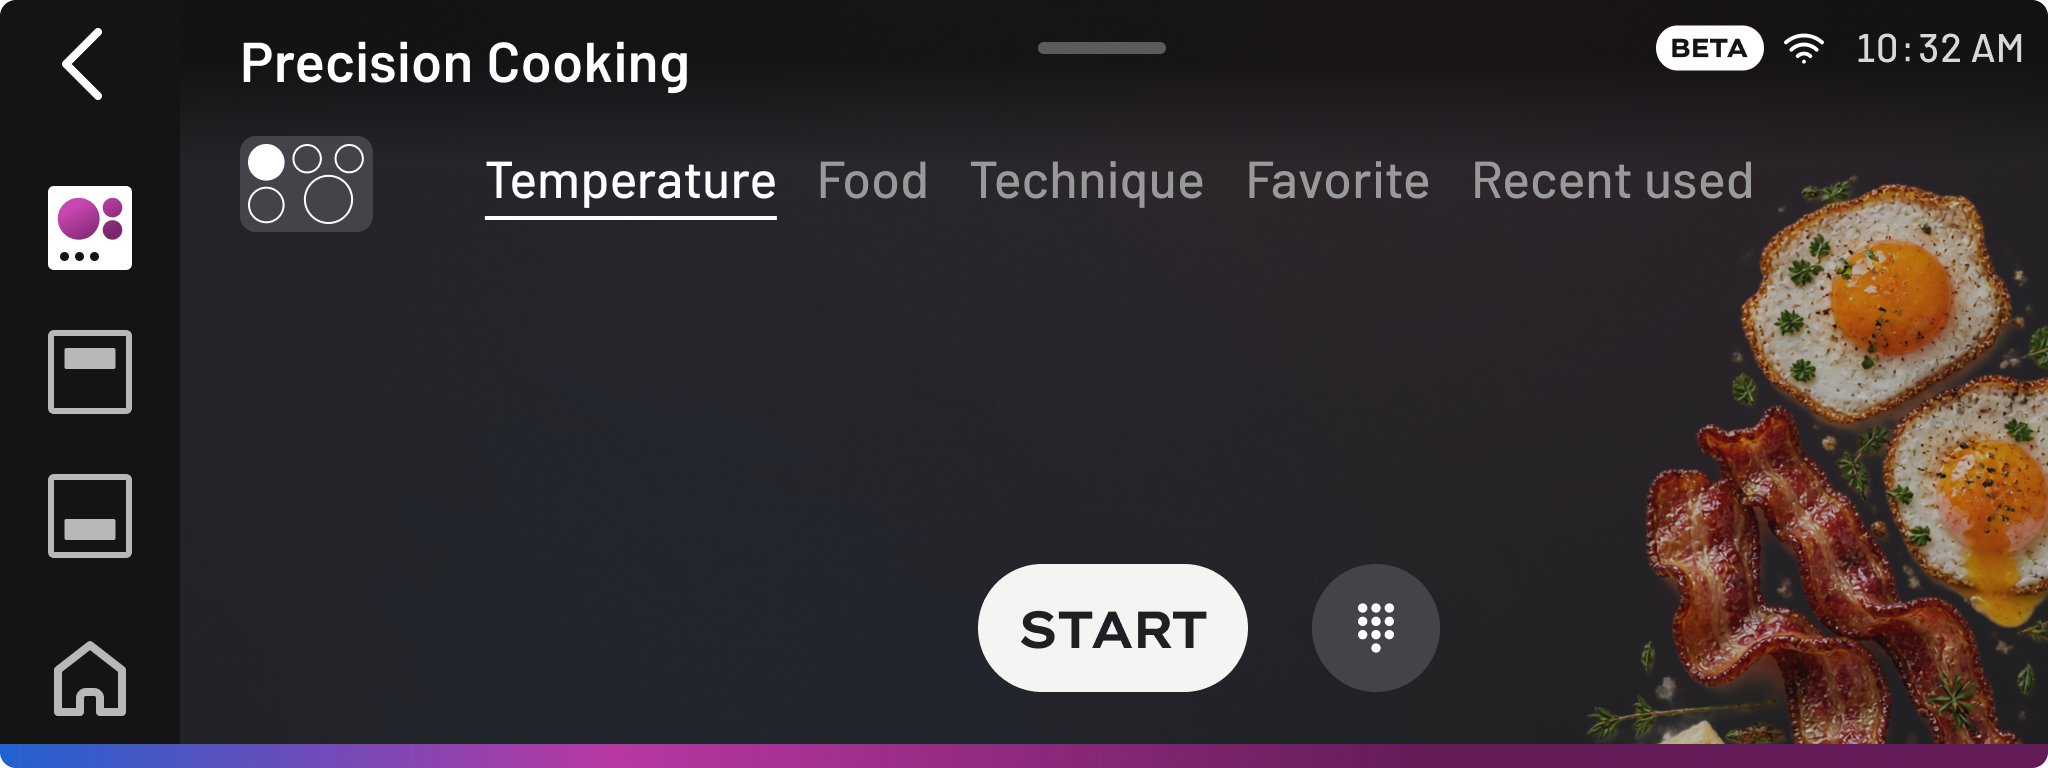 Precision Cooking
BETA
10:32 AM
Temperature Food Technique Favorite Recent used
START